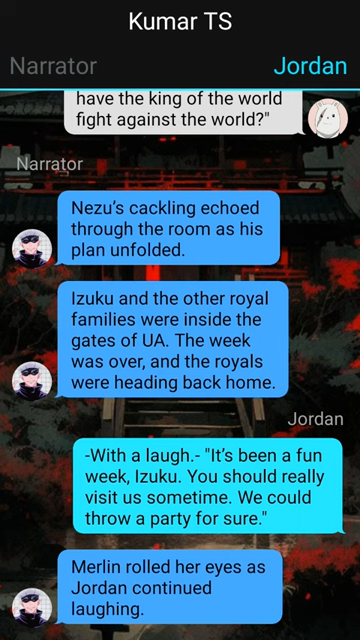 Kumar TS
Narrator
Jordan
have the king of the world
fight against the world?"
Narrator
Nezu’s cackling echoed
through the room as his
plan unfolded.
Izuku and the other royal
families were inside the
gates of UA. The week
was over, and the royals
were heading back home.
Jordan
-With a laugh.- "It’s been a fun
week, Izuku. You should really
visit us sometime. We could
throw a party for sure."
Merlin rolled her eyes as
Jordan continued
laughing.